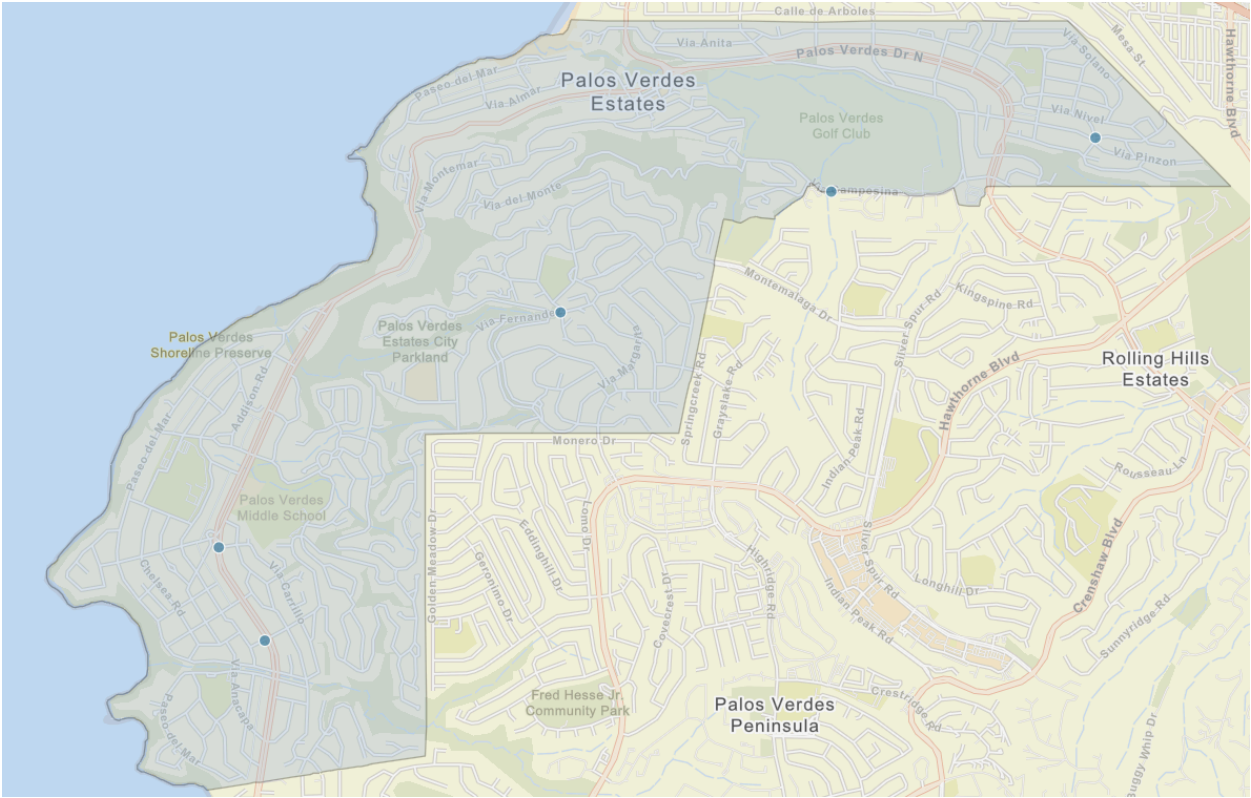 Calle de Arboles
Mesa St
Hawthorne Blvd
Via Anita
Palos Verdes Dr N
Via Solano
Paseo del Mar
Via Almar
Palos Verdes
Estates
Palos Verdes
Golf Club
Via Nivel
Via Pinzon
Via Montemar
Via del Monte
Campesina
Montemalaga Dr
Kingspine Rd
Silver Spur Rd
Palos Verdes
Shoreline Preserve
Palos Verdes
Estates City
Parkland
Via Fernandez
Via Margarita
Hawthorne Blvd
Rolling Hills
Estates
Addison Rd
Springcreek Rd
Grayslake Rd
Paseo del Mar
Monero Dr
Indian Peak Rd
Rousseau Ln
Palos Verdes
Middle School
Golden Meadow Dr
Lomo Dr
Eddinghill Dr
Geronimo Dr
Highridge Rd
Silver Spur Rd
Crenshaw Blvd
Chelsea Rd
Via Carrillo
Covecrest Dr
Indian Peak Rd
Longhill Dr
Sunnyridge Rd
Via Anacapa
Paseo del Mar
Fred Hesse Jr.
Community Park
Palos Verdes
Peninsula
Crestridge Rd
Buggy Whip Dr